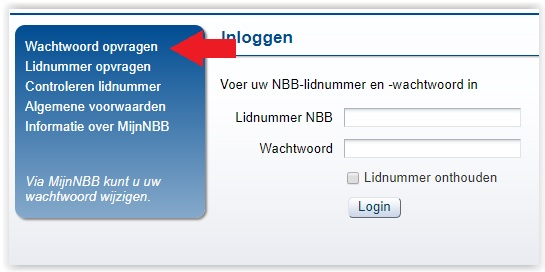 Wachtwoord opvragen
Lidnummer opvragen
Controleren lidnummer
Algemene voorwaarden
Informatie over MijnNBB
Via MijnNBB kunt u uw
wachtwoord wijzigen.
Inloggen
Voer uw NBB-lidnummer en -wachtwoord in
Lidnummer NBB
Wachtwoord
Lidnummer onthouden
Login